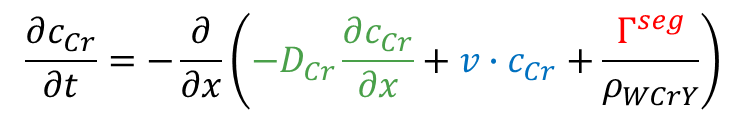 ∂c_Cr/∂t = −∂/∂x (−D_Cr ∂c_Cr/∂x + v · c_Cr + Γ^seg/ρ_WCrY)